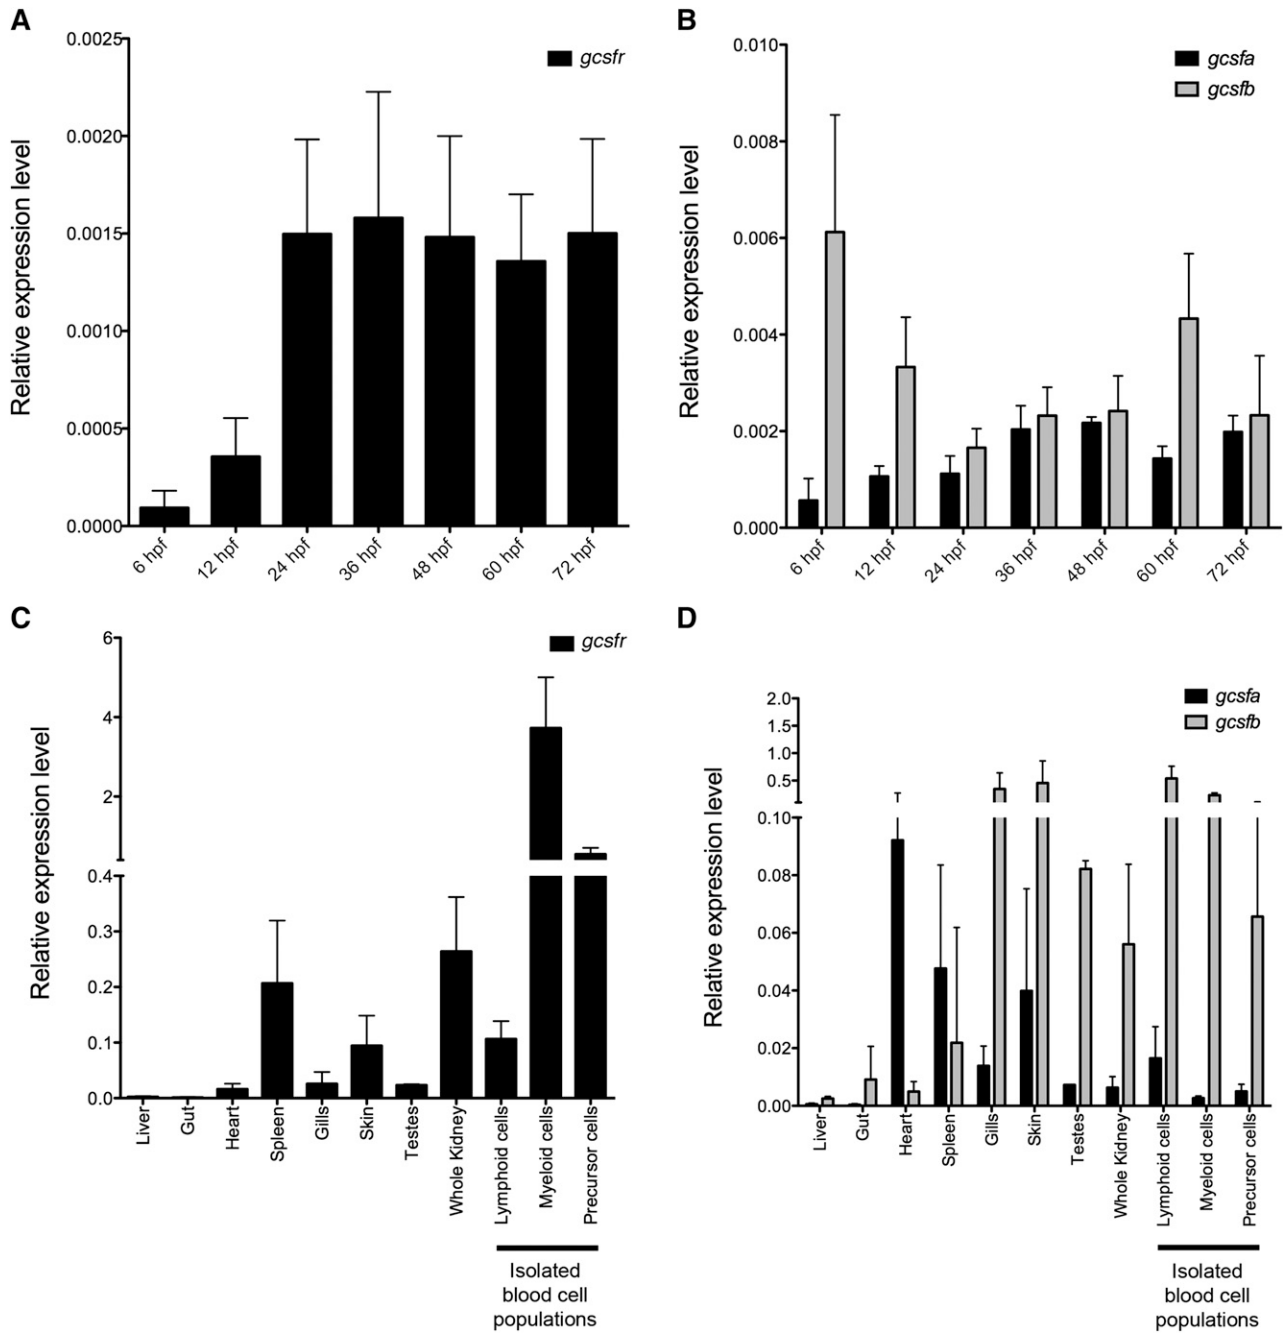 A
Relative expression level
0.0025
0.0020
0.0015
0.0010
0.0005
0.0000
gcsfr
6 hpf
12 hpf
24 hpf
36 hpf
48 hpf
60 hpf
72 hpf
B
Relative expression level
0.010
0.008
0.006
0.004
0.002
0.000
gcsfa
gcsfb
6 hpf
12 hpf
24 hpf
36 hpf
48 hpf
60 hpf
72 hpf
C
Relative expression level
6
4
2
0.4
0.3
0.2
0.1
0.0
gcsfr
Liver
Gut
Heart
Spleen
Gills
Skin
Testes
Whole Kidney
Lymphoid cells
Myeloid cells
Precursor cells
Isolated
blood cell
populations
D
Relative expression level
2.0
1.5
1.0
0.5
0.10
0.08
0.06
0.04
0.02
0.00
gcsfa
gcsfb
Liver
Gut
Heart
Spleen
Gills
Skin
Testes
Whole Kidney
Lymphoid cells
Myeloid cells
Precursor cells
Isolated
blood cell
populations